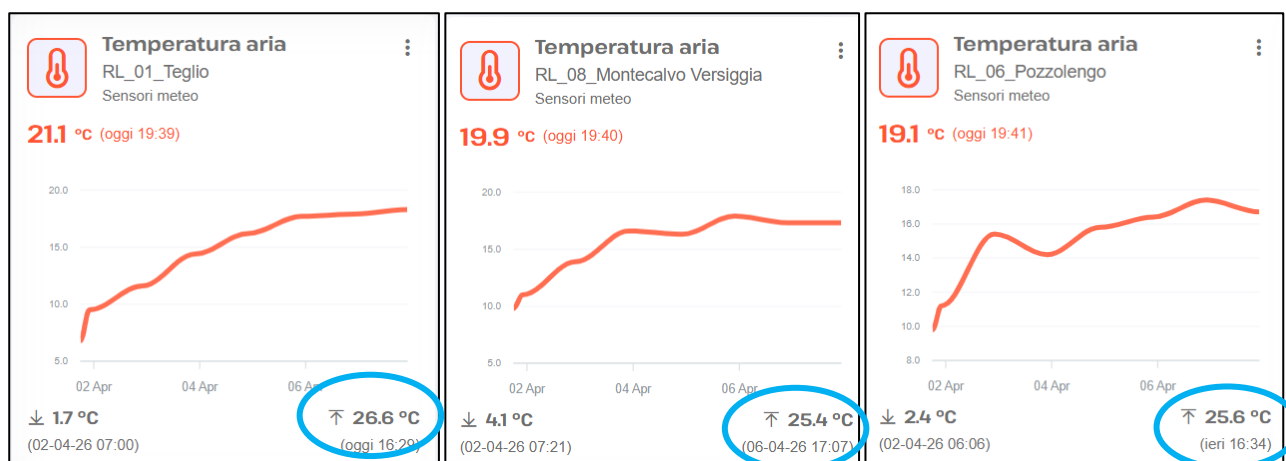 Temperatura aria
RL_01_Teglio
Sensori meteo
21.1 °C (oggi 19:39)
20.0
15.0
10.0
5.0
02 Apr
04 Apr
06 Apr
1.7 °C
(02-04-26 07:00)
26.6 °C
(oggi 16:29)
Temperatura aria
RL_08_Montecalvo Versiggia
Sensori meteo
19.9 °C (oggi 19:40)
20.0
15.0
10.0
5.0
02 Apr
04 Apr
06 Apr
4.1 °C
(02-04-26 07:21)
25.4 °C
(06-04-26 17:07)
Temperatura aria
RL_06_Pozzolengo
Sensori meteo
19.1 °C (oggi 19:41)
18.0
16.0
14.0
12.0
10.0
8.0
02 Apr
04 Apr
06 Apr
2.4 °C
(02-04-26 06:06)
25.6 °C
(ieri 16:34)